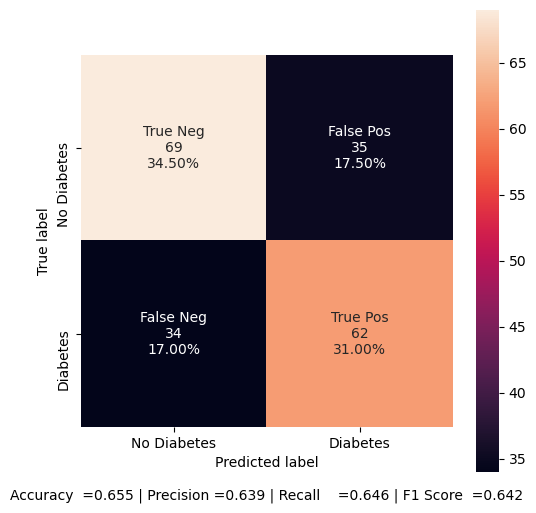 True Neg
69
34.50%
False Pos
35
17.50%
False Neg
34
17.00%
True Pos
62
31.00%
True label
No Diabetes
Diabetes
No Diabetes
Diabetes
Predicted label
65
60
55
50
45
40
35
Accuracy =0.655 | Precision =0.639 | Recall =0.646 | F1 Score =0.642